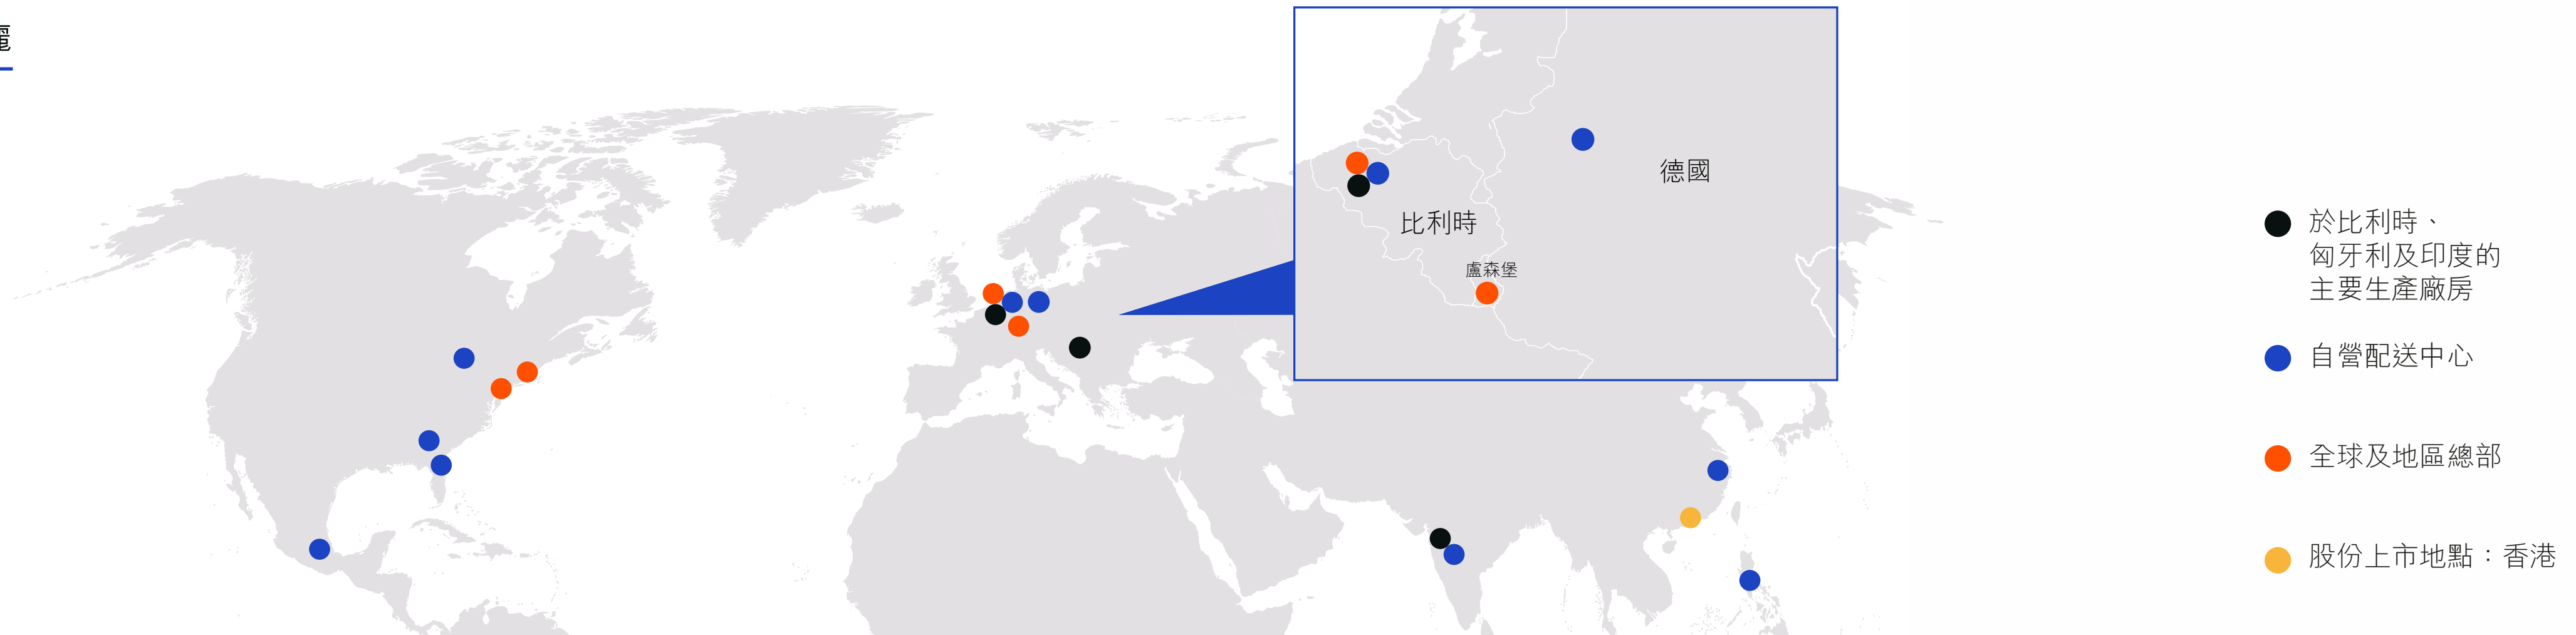 德國
比利時
盧森堡
於比利時、
匈牙利及印度的
主要生產廠房
自營配送中心
全球及地區總部
股份上市地點：香港